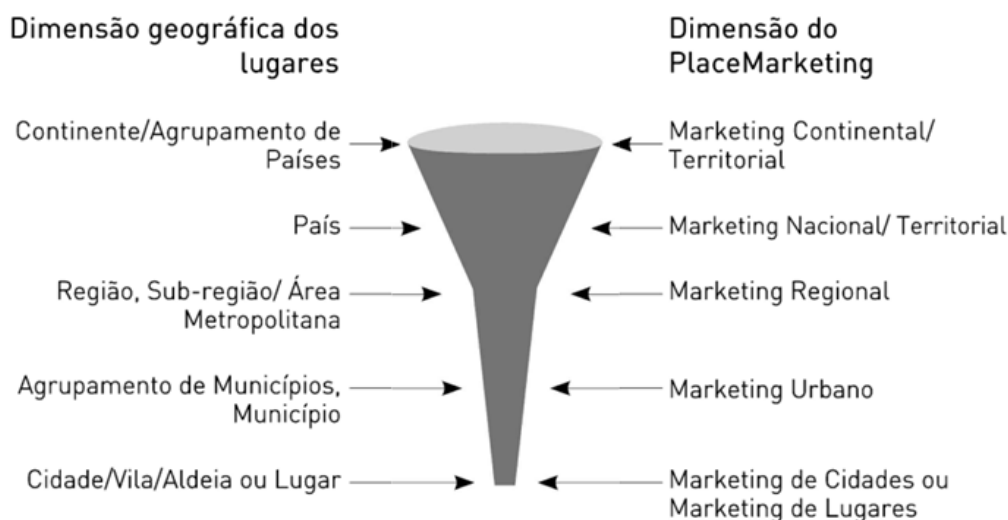 Dimensão geográfica dos
lugares
Dimensão do
PlaceMarketing
Continente/Agrupamento de
Países
Marketing Continental/
Territorial
País
Marketing Nacional/ Territorial
Região, Sub-região/ Área
Metropolitana
Marketing Regional
Agrupamento de Municípios,
Município
Marketing Urbano
Cidade/Vila/Aldeia ou Lugar
Marketing de Cidades ou
Marketing de Lugares